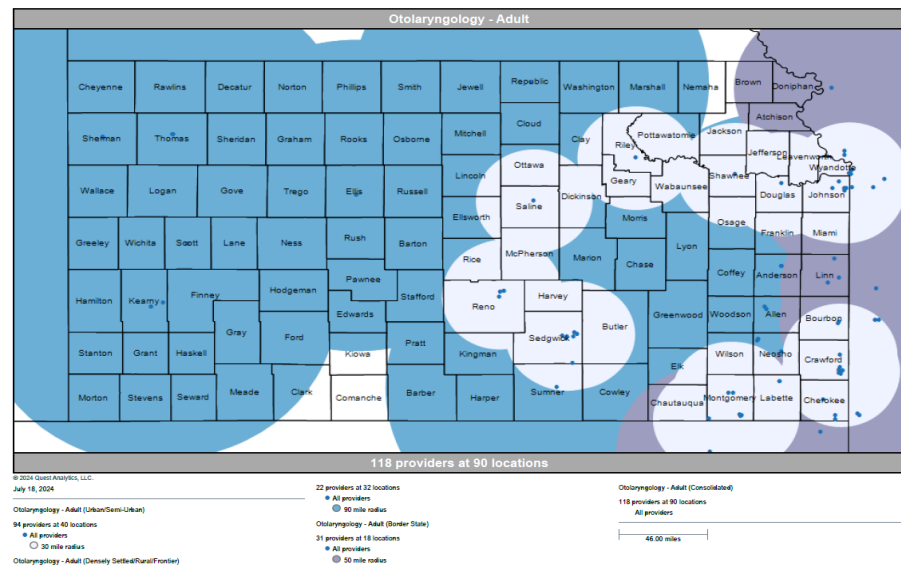 Otolaryngology - Adult
Cheyenne Rawlins Decatur Norton Phillips Smith Jewell Republic Washington Marshall Nemaha Brown Doniphan
Cloud Atchison
Sherman Thomas Sheridan Graham Rooks Osborne Mitchell Clay Riley Pottawatomie Jackson
Ottawa Jefferson Leavenworth
Wyandotte
Wallace Logan Gove Trego Ellis Russell Lincoln Geary Wabaunsee Shawnee
Saline Dickinson Douglas Johnson
Ellsworth Morris Osage
Greeley Wichita Scott Lane Ness Rush Barton Franklin Miami
Rice McPherson Marion Chase Lyon
Hamilton Kearny Finney Hodgeman Pawnee Stafford Coffey Anderson Linn
Reno Harvey
Gray Edwards Greenwood Woodson Allen Bourbon
Stanton Grant Haskell Ford Kiowa Pratt Kingman Sedgwick Butler
Elk Wilson Neosho Crawford
Morton Stevens Seward Meade Clark Comanche Barber Harper Sumner Cowley Chautauqua Montgomery Labette Cherokee
118 providers at 90 locations
© 2024 Quest Analytics, LLC.
July 18, 2024
Otolaryngology - Adult (Urban/Semi-Urban)
94 providers at 40 locations
All providers
30 mile radius
Otolaryngology - Adult (Densely Settled/Rural/Frontier)
22 providers at 32 locations
All providers
90 mile radius
Otolaryngology - Adult (Border State)
31 providers at 18 locations
All providers
50 mile radius
Otolaryngology - Adult (Consolidated)
118 providers at 90 locations
All providers
46.00 miles